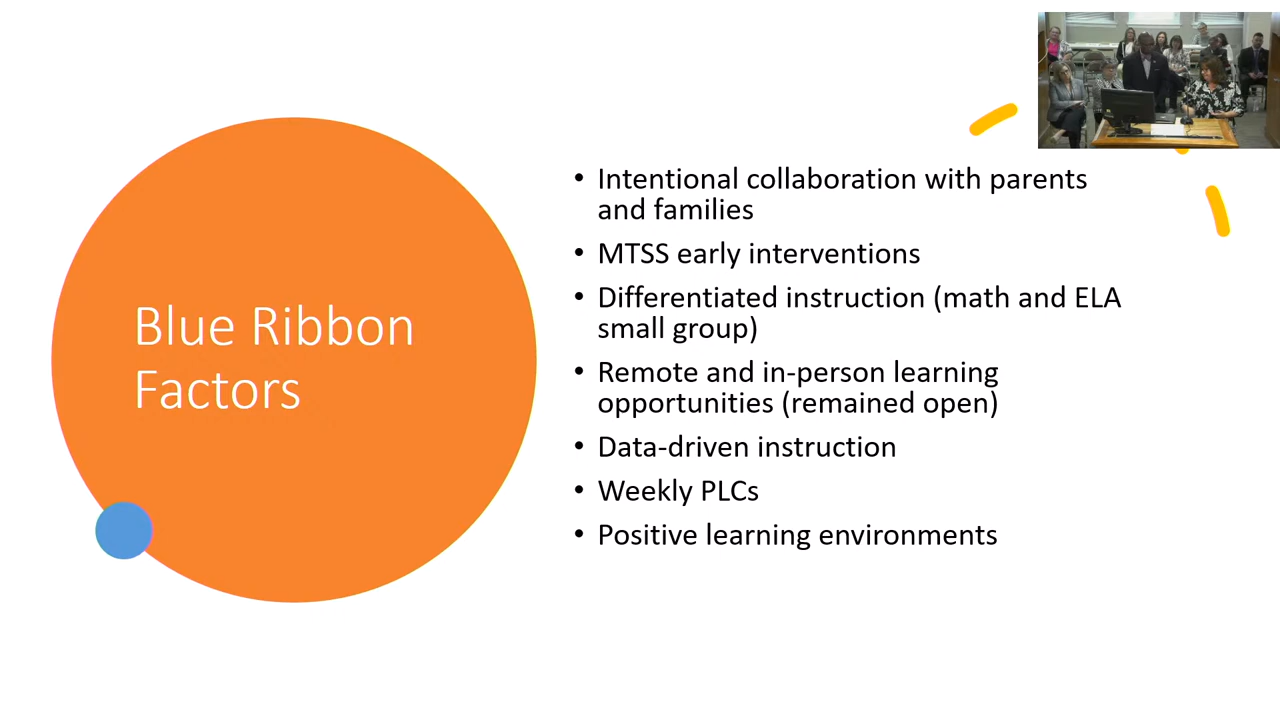 Blue Ribbon
Factors
• Intentional collaboration with parents
and families
• MTSS early interventions
• Differentiated instruction (math and ELA
small group)
• Remote and in-person learning
opportunities (remained open)
• Data-driven instruction
• Weekly PLCs
• Positive learning environments